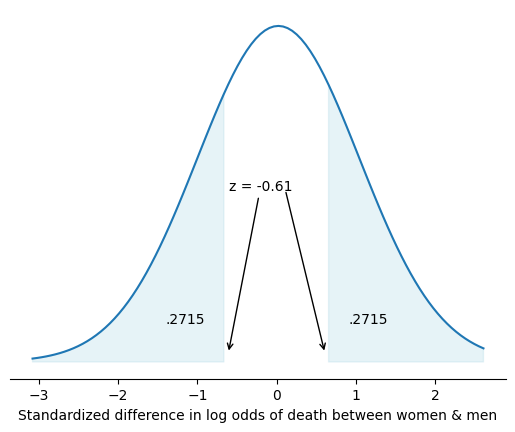 z = -0.61
.2715 .2715
−3 −2 −1 0 1 2
Standardized difference in log odds of death between women & men